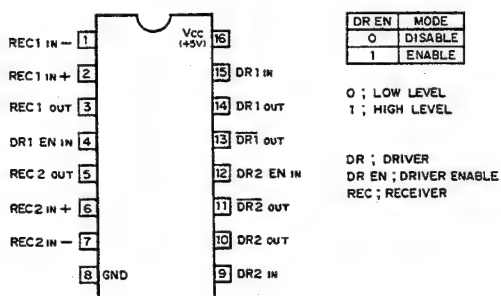 REC1 IN − 1
REC1 IN + 2
REC1 OUT 3
DR1 EN IN 4
REC2 OUT 5
REC2 IN + 6
REC2 IN − 7
8 GND
VCC (+5V) 16
15 DR1 IN
14 DR1 OUT
13 D̅R̅1̅ OUT
12 DR2 EN IN
11 D̅R̅2̅ OUT
10 DR2 OUT
9 DR2 IN
DR EN MODE
0 DISABLE
1 ENABLE
0 ; LOW LEVEL
1 ; HIGH LEVEL
DR ; DRIVER
DR EN ; DRIVER ENABLE
REC ; RECEIVER